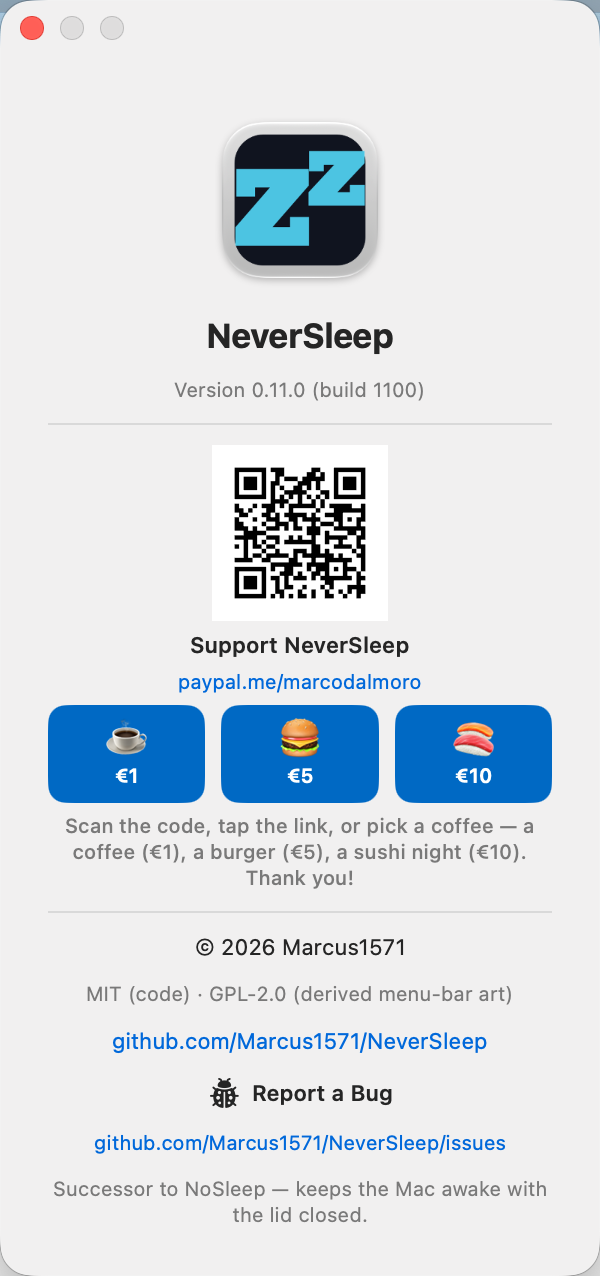 Zz
NeverSleep
Version 0.11.0 (build 1100)
Support NeverSleep
paypal.me/marcodalmoro
€1
€5
€10
Scan the code, tap the link, or pick a coffee — a
coffee (€1), a burger (€5), a sushi night (€10).
Thank you!
© 2026 Marcus1571
MIT (code) · GPL-2.0 (derived menu-bar art)
github.com/Marcus1571/NeverSleep
Report a Bug
github.com/Marcus1571/NeverSleep/issues
Successor to NoSleep — keeps the Mac awake with
the lid closed.